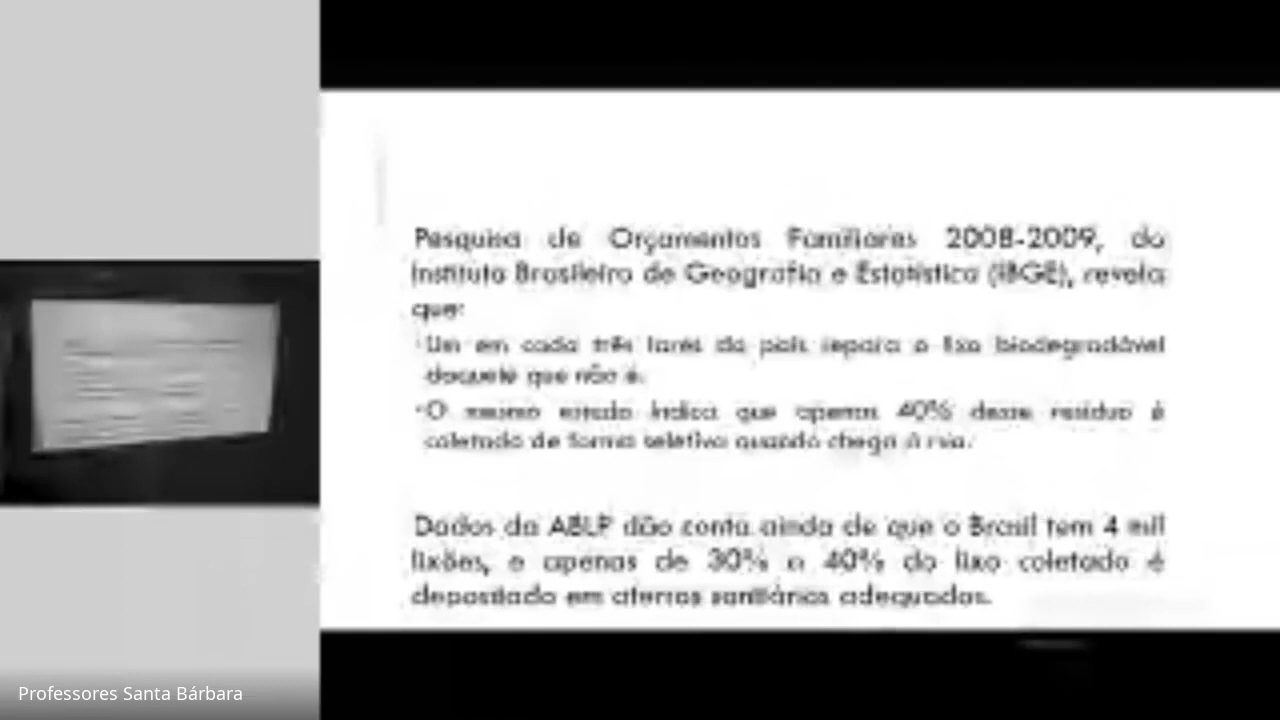 Pesquisa de Orçamentos Familiares 2008-2009, do
Instituto Brasileiro de Geografia e Estatística (IBGE), revela
que:
•Um em cada três lares do país separa o lixo biodegradável
daquele que não é.
•O mesmo estudo indica que apenas 40% desse resíduo é
coletado de forma seletiva quando chega à rua.
Dados da ABLP dão conta ainda de que o Brasil tem 4 mil
lixões, e apenas de 30% a 40% do lixo coletado é
depositado em aterros sanitários adequados.
Professores Santa Bárbara